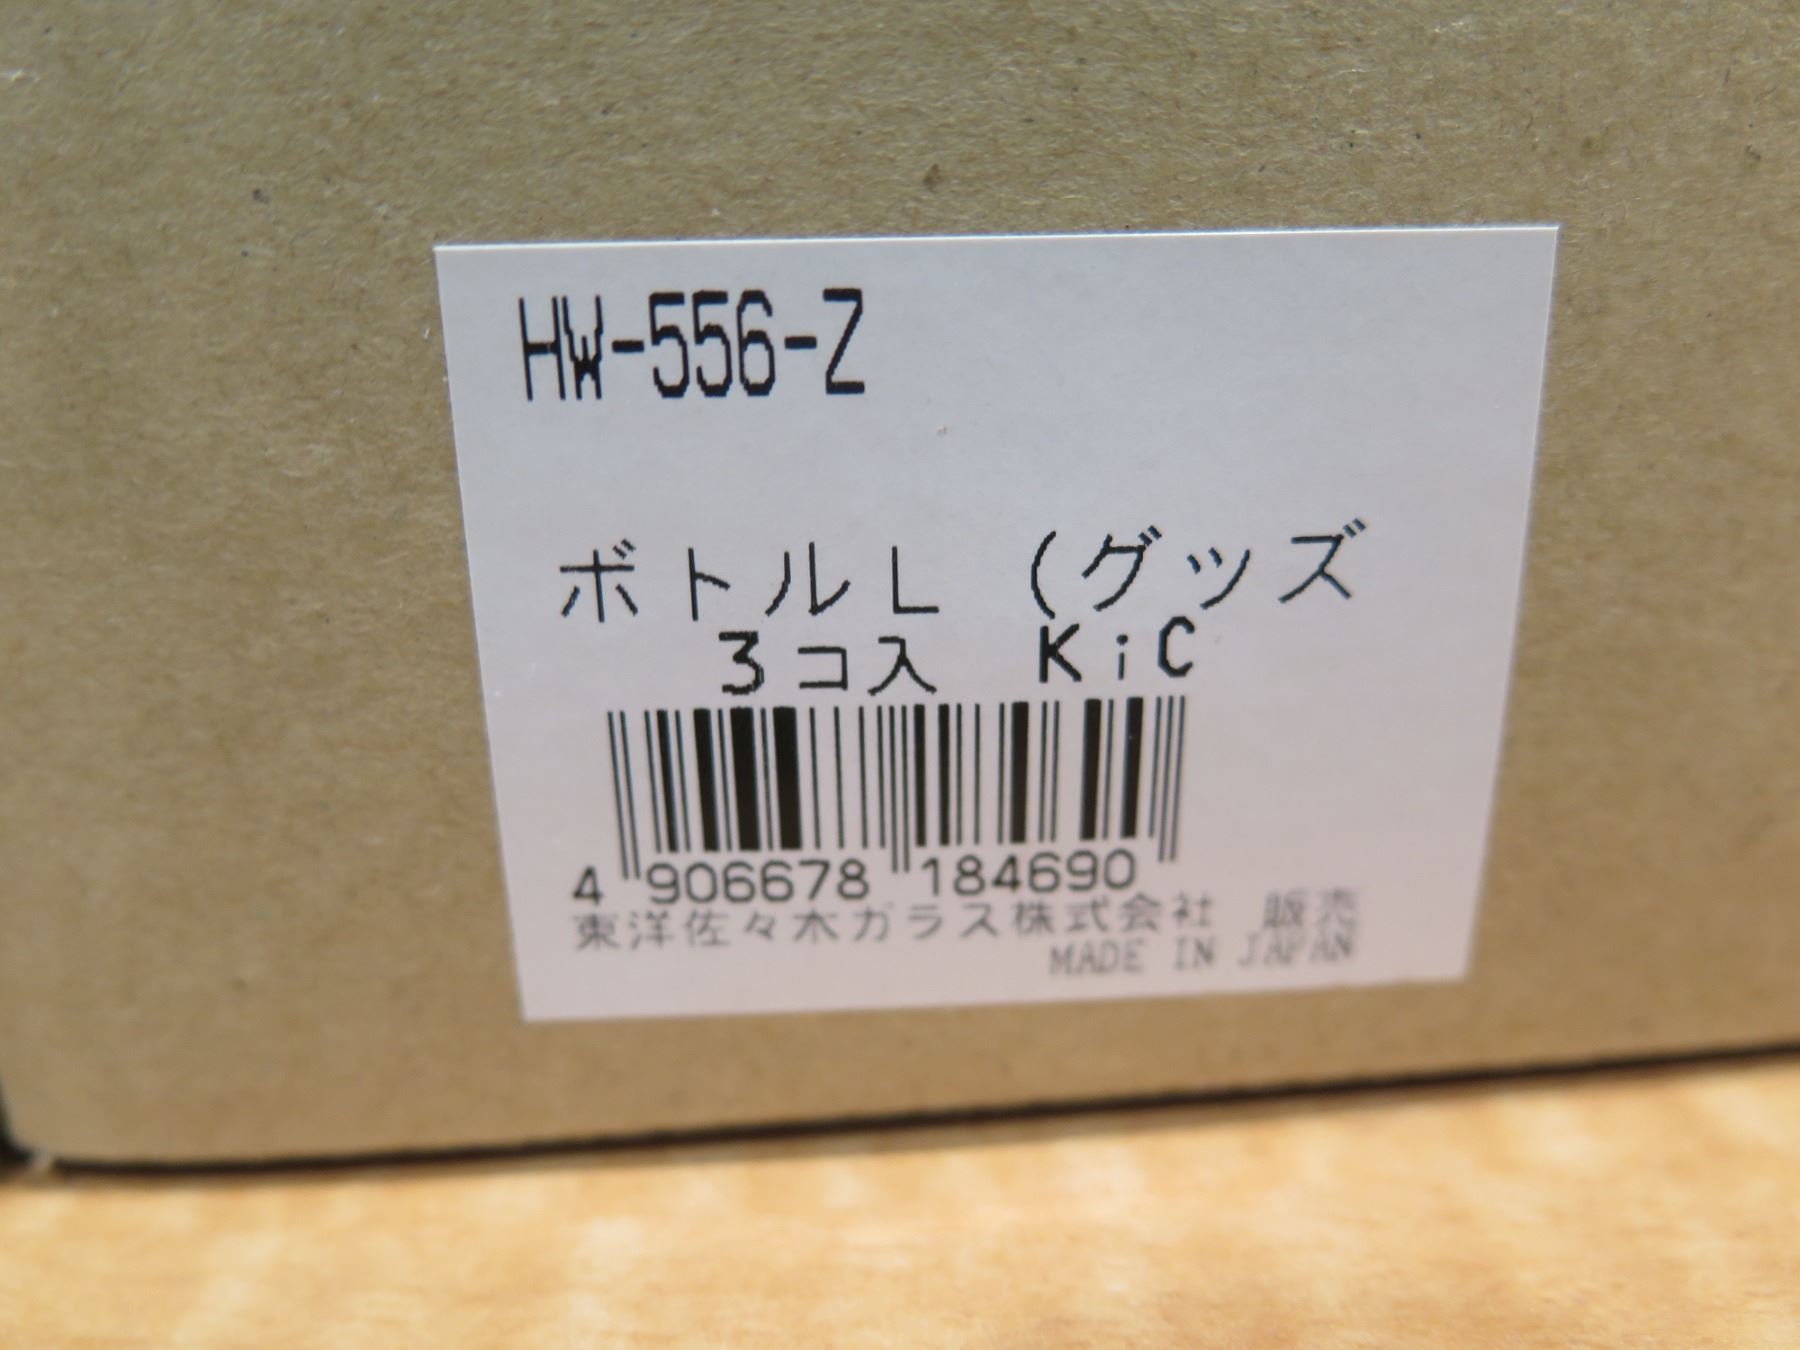 HW-556-Z
ボトルL (グッズ
3コ入 KiC
4 906678 184690
東洋佐々木ガラス株式会社 販売
MADE IN JAPAN